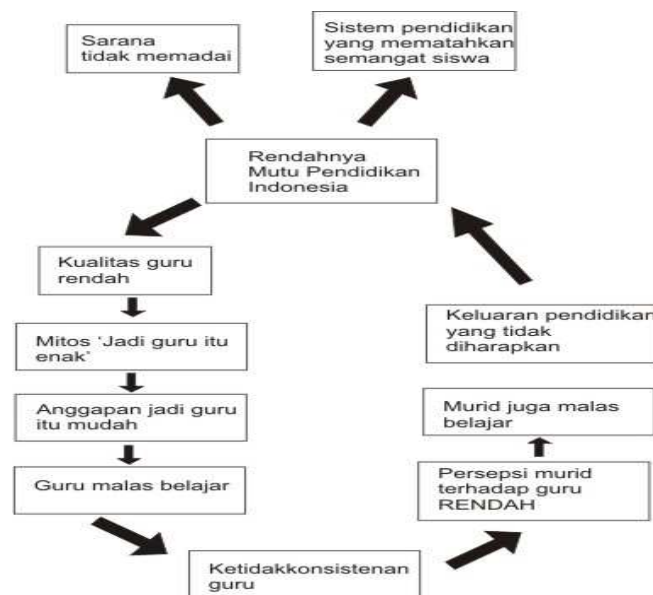 Sarana
tidak memadai
Sistem pendidikan
yang mematahkan
semangat siswa
Rendahnya
Mutu Pendidikan
Indonesia
Kualitas guru
rendah
Mitos ‘Jadi guru itu
enak’
Anggapan jadi guru
itu mudah
Guru malas belajar
Ketidakkonsistenan
guru
Persepsi murid
terhadap guru
RENDAH
Murid juga malas
belajar
Keluaran pendidikan
yang tidak
diharapkan